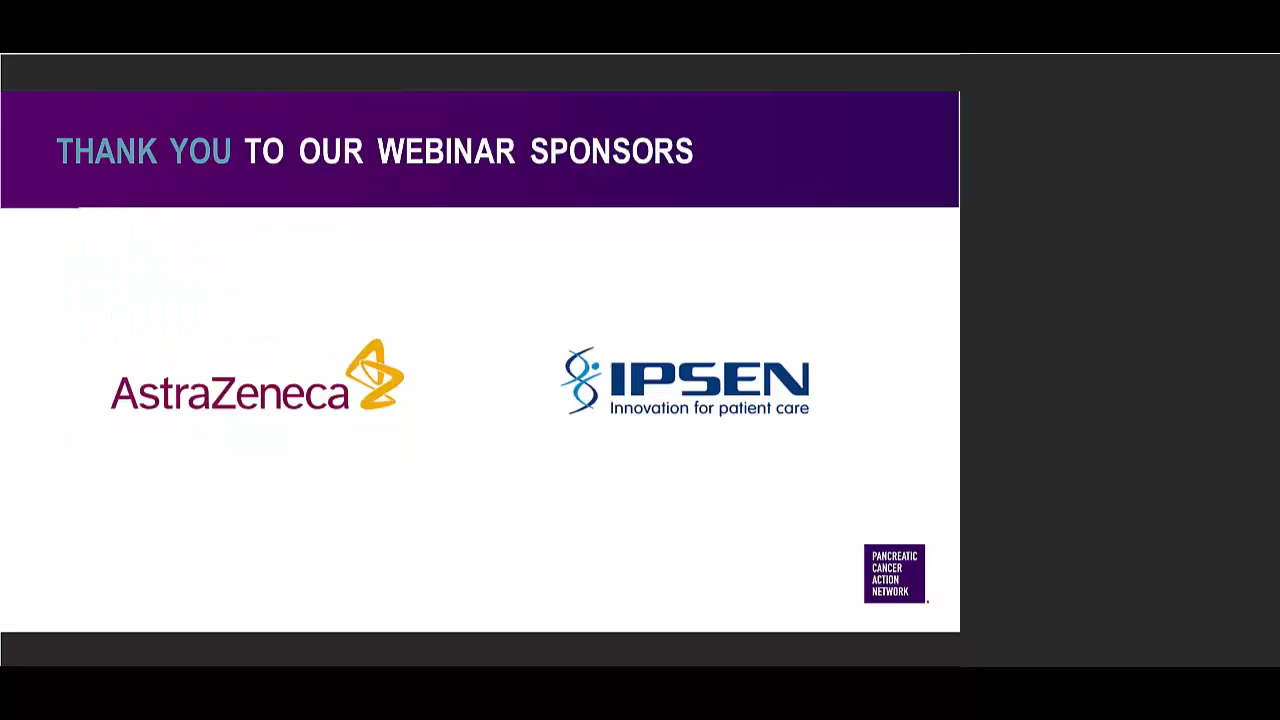 THANK YOU TO OUR WEBINAR SPONSORS
AstraZeneca
IPSEN
Innovation for patient care
PANCREATIC
CANCER
ACTION
NETWORK